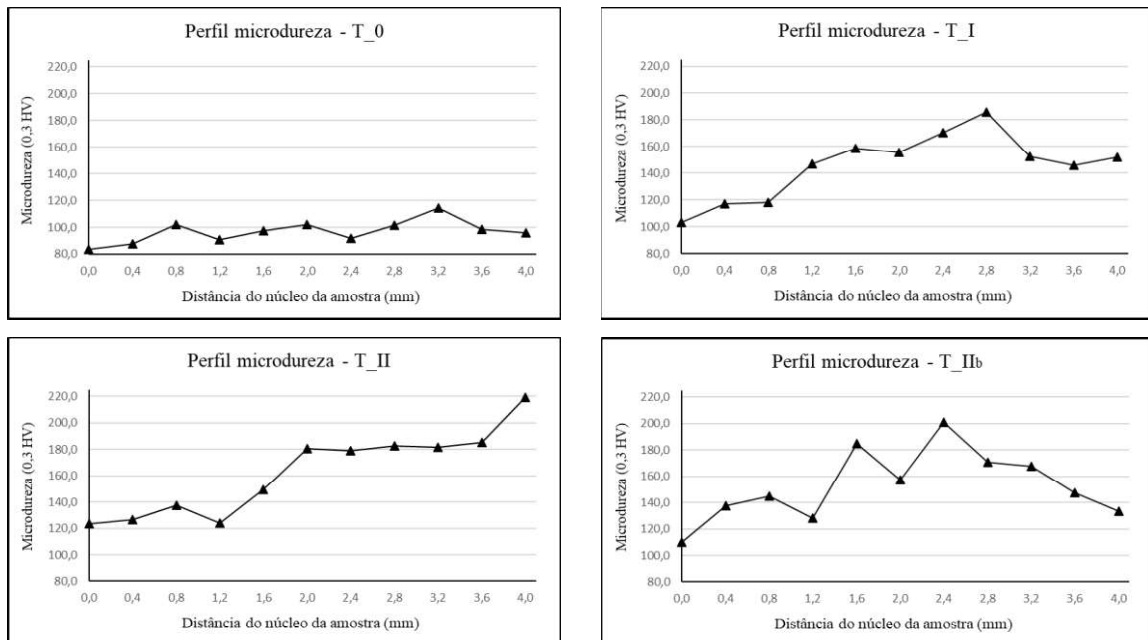 Perfil microdureza - T_0
Microdureza (0,3 HV)
220,0
200,0
180,0
160,0
140,0
120,0
100,0
80,0
0,0 0,4 0,8 1,2 1,6 2,0 2,4 2,8 3,2 3,6 4,0
Distância do núcleo da amostra (mm)
Perfil microdureza - T_I
Microdureza (0,3 HV)
220,0
200,0
180,0
160,0
140,0
120,0
100,0
80,0
0,0 0,4 0,8 1,2 1,6 2,0 2,4 2,8 3,2 3,6 4,0
Distância do núcleo da amostra (mm)
Perfil microdureza - T_II
Microdureza (0,3 HV)
220,0
200,0
180,0
160,0
140,0
120,0
100,0
80,0
0,0 0,4 0,8 1,2 1,6 2,0 2,4 2,8 3,2 3,6 4,0
Distância do núcleo da amostra (mm)
Perfil microdureza - T_IIb
Microdureza (0,3 HV)
220,0
200,0
180,0
160,0
140,0
120,0
100,0
80,0
0,0 0,4 0,8 1,2 1,6 2,0 2,4 2,8 3,2 3,6 4,0
Distância do núcleo da amostra (mm)